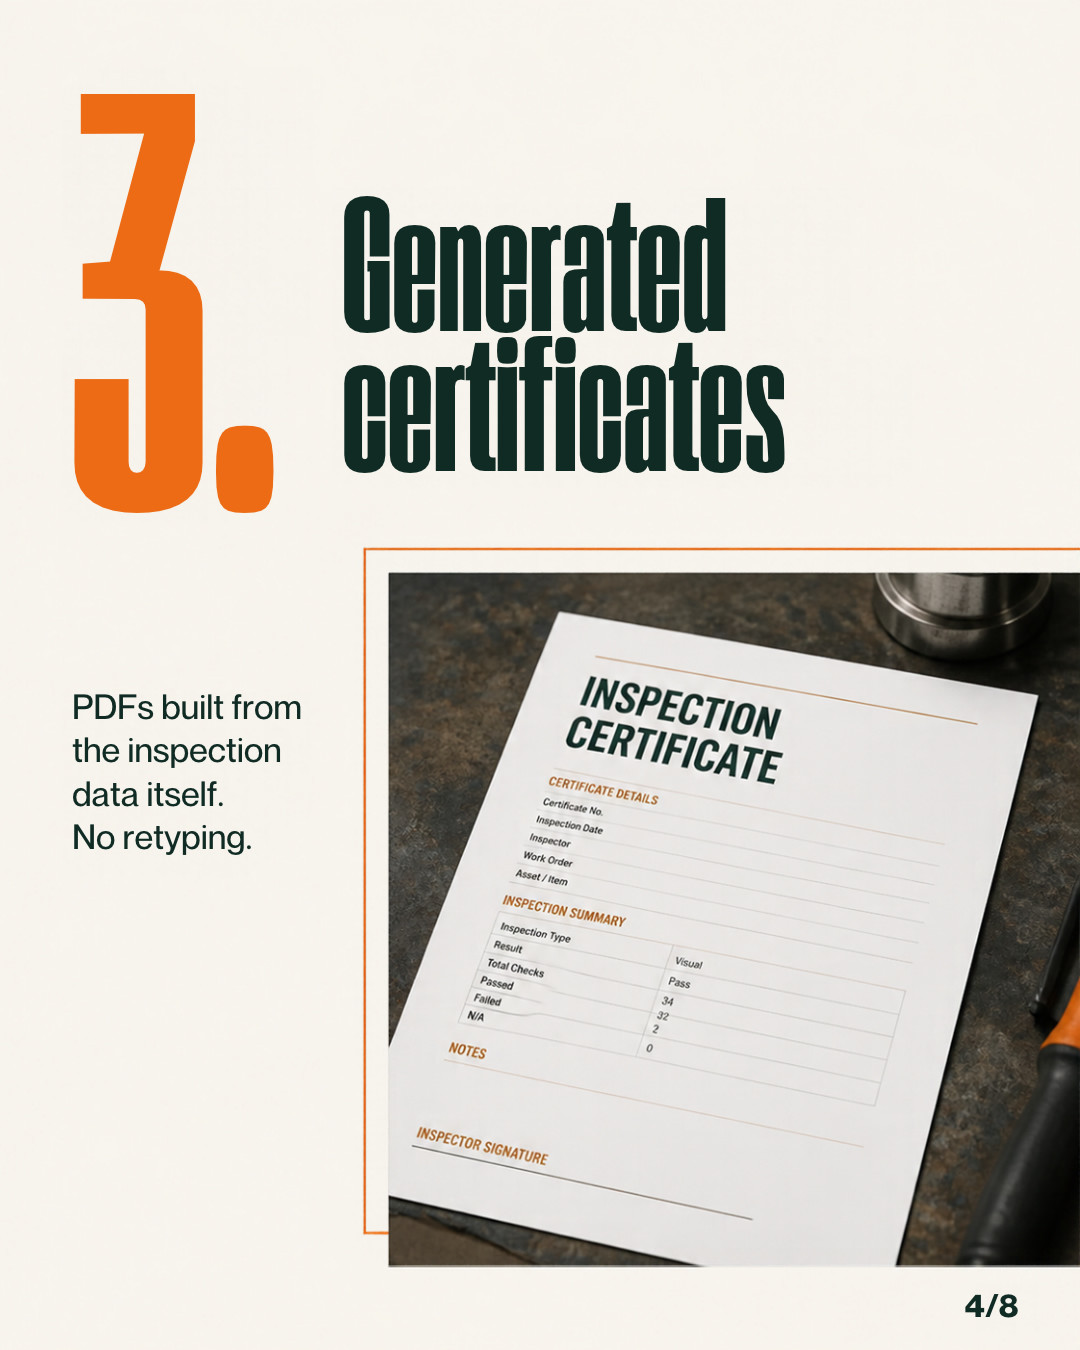 3.
Generated
certificates
PDFs built from
the inspection
data itself.
No retyping.
INSPECTION
CERTIFICATE
CERTIFICATE DETAILS
Certificate No.
Inspection Date
Inspector
Work Order
Asset / Item
INSPECTION SUMMARY
Inspection Type Visual
Result Pass
Total Checks 34
Passed 32
Failed 2
N/A 0
NOTES
INSPECTOR SIGNATURE
4/8